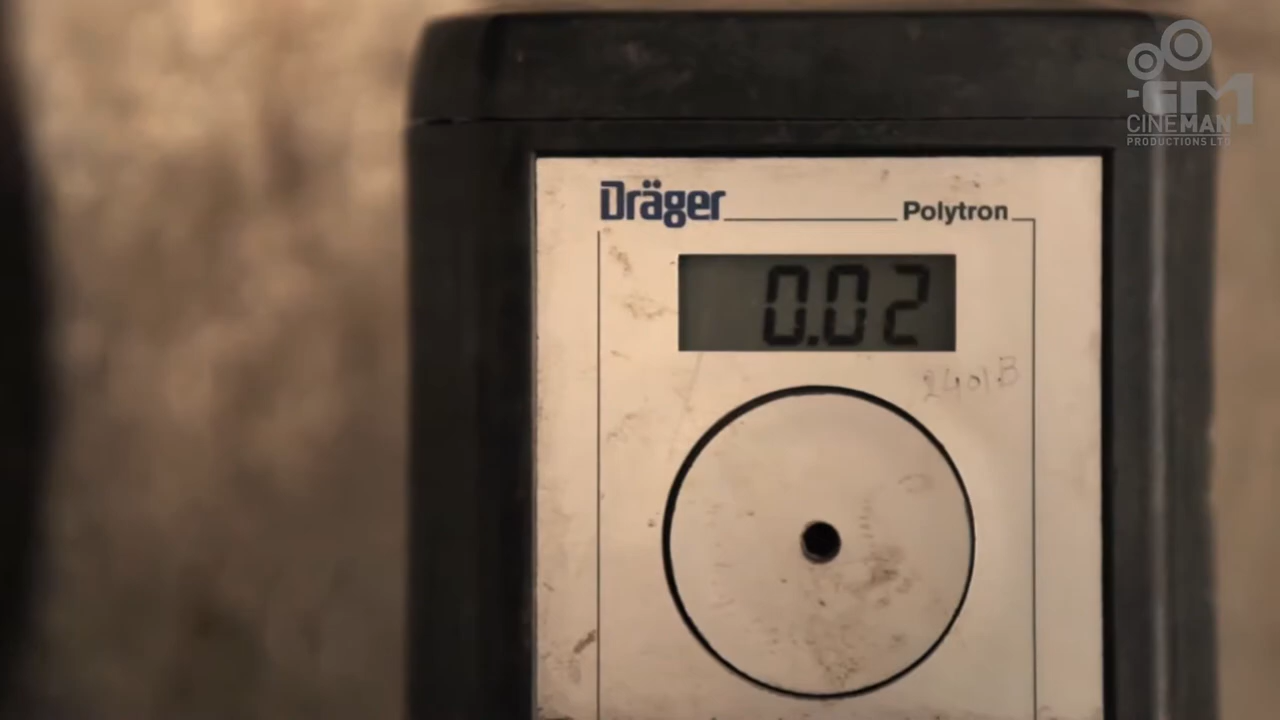 Dräger Polytron
0.02
2401B
CINEMAN
PRODUCTIONS LTD